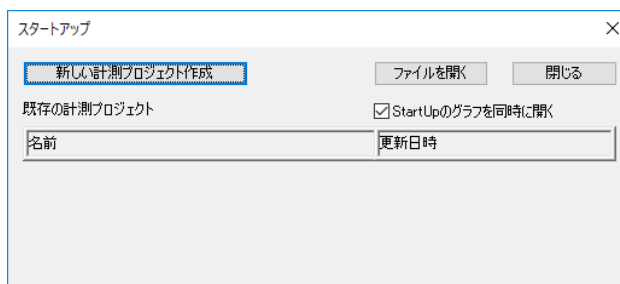 スタートアップ
新しい計測プロジェクト作成 ファイルを開く 閉じる
既存の計測プロジェクト StartUpのグラフを同時に開く
名前 更新日時